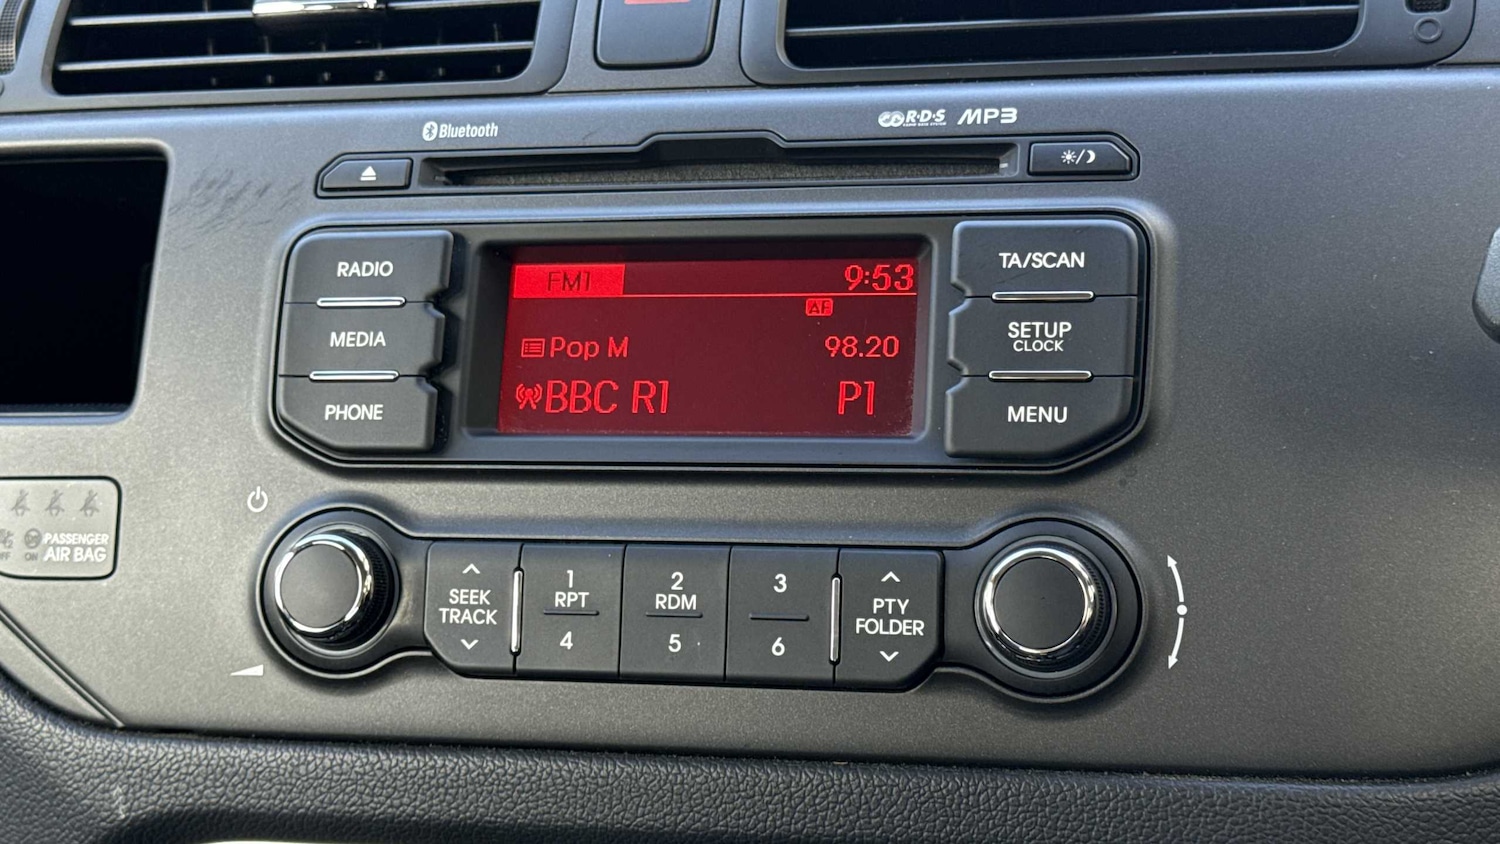 Bluetooth
R·D·S MP3
RADIO
MEDIA
PHONE
FM1
9:53
AF
Pop M
98.20
BBC R1
P1
TA/SCAN
SETUP
CLOCK
MENU
PASSENGER
AIR BAG
SEEK
TRACK
1
RPT
4
2
RDM
5
3
6
PTY
FOLDER